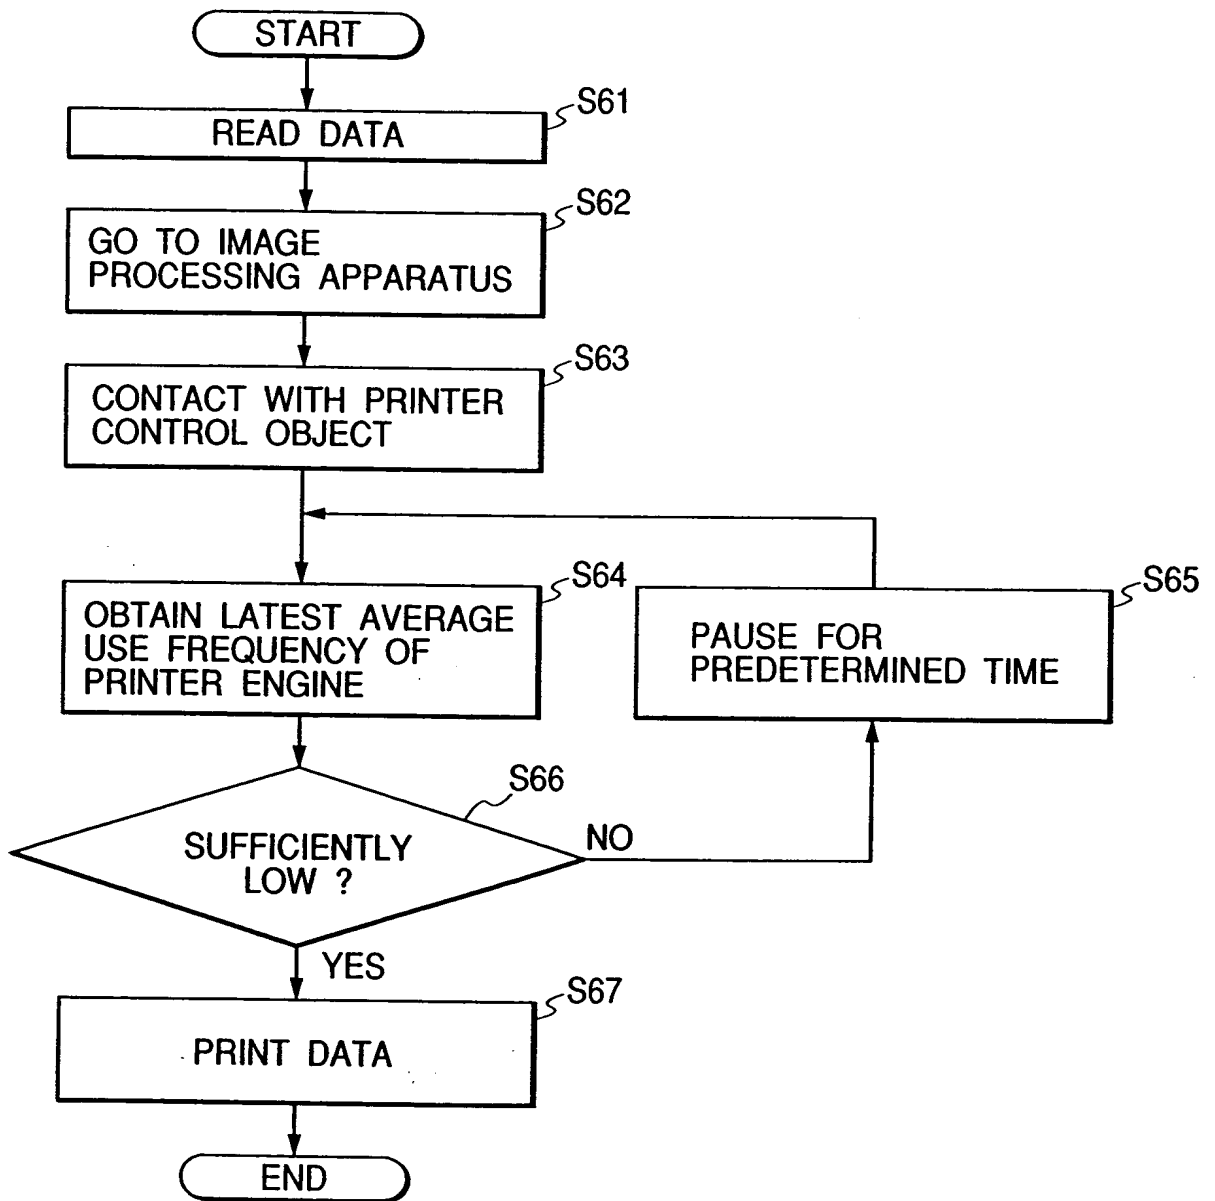 START
S61
READ DATA
S62
GO TO IMAGE
PROCESSING APPARATUS
S63
CONTACT WITH PRINTER
CONTROL OBJECT
S64
OBTAIN LATEST AVERAGE
USE FREQUENCY OF
PRINTER ENGINE
S65
PAUSE FOR
PREDETERMINED TIME
S66
SUFFICIENTLY
LOW ?
NO
YES
S67
PRINT DATA
END